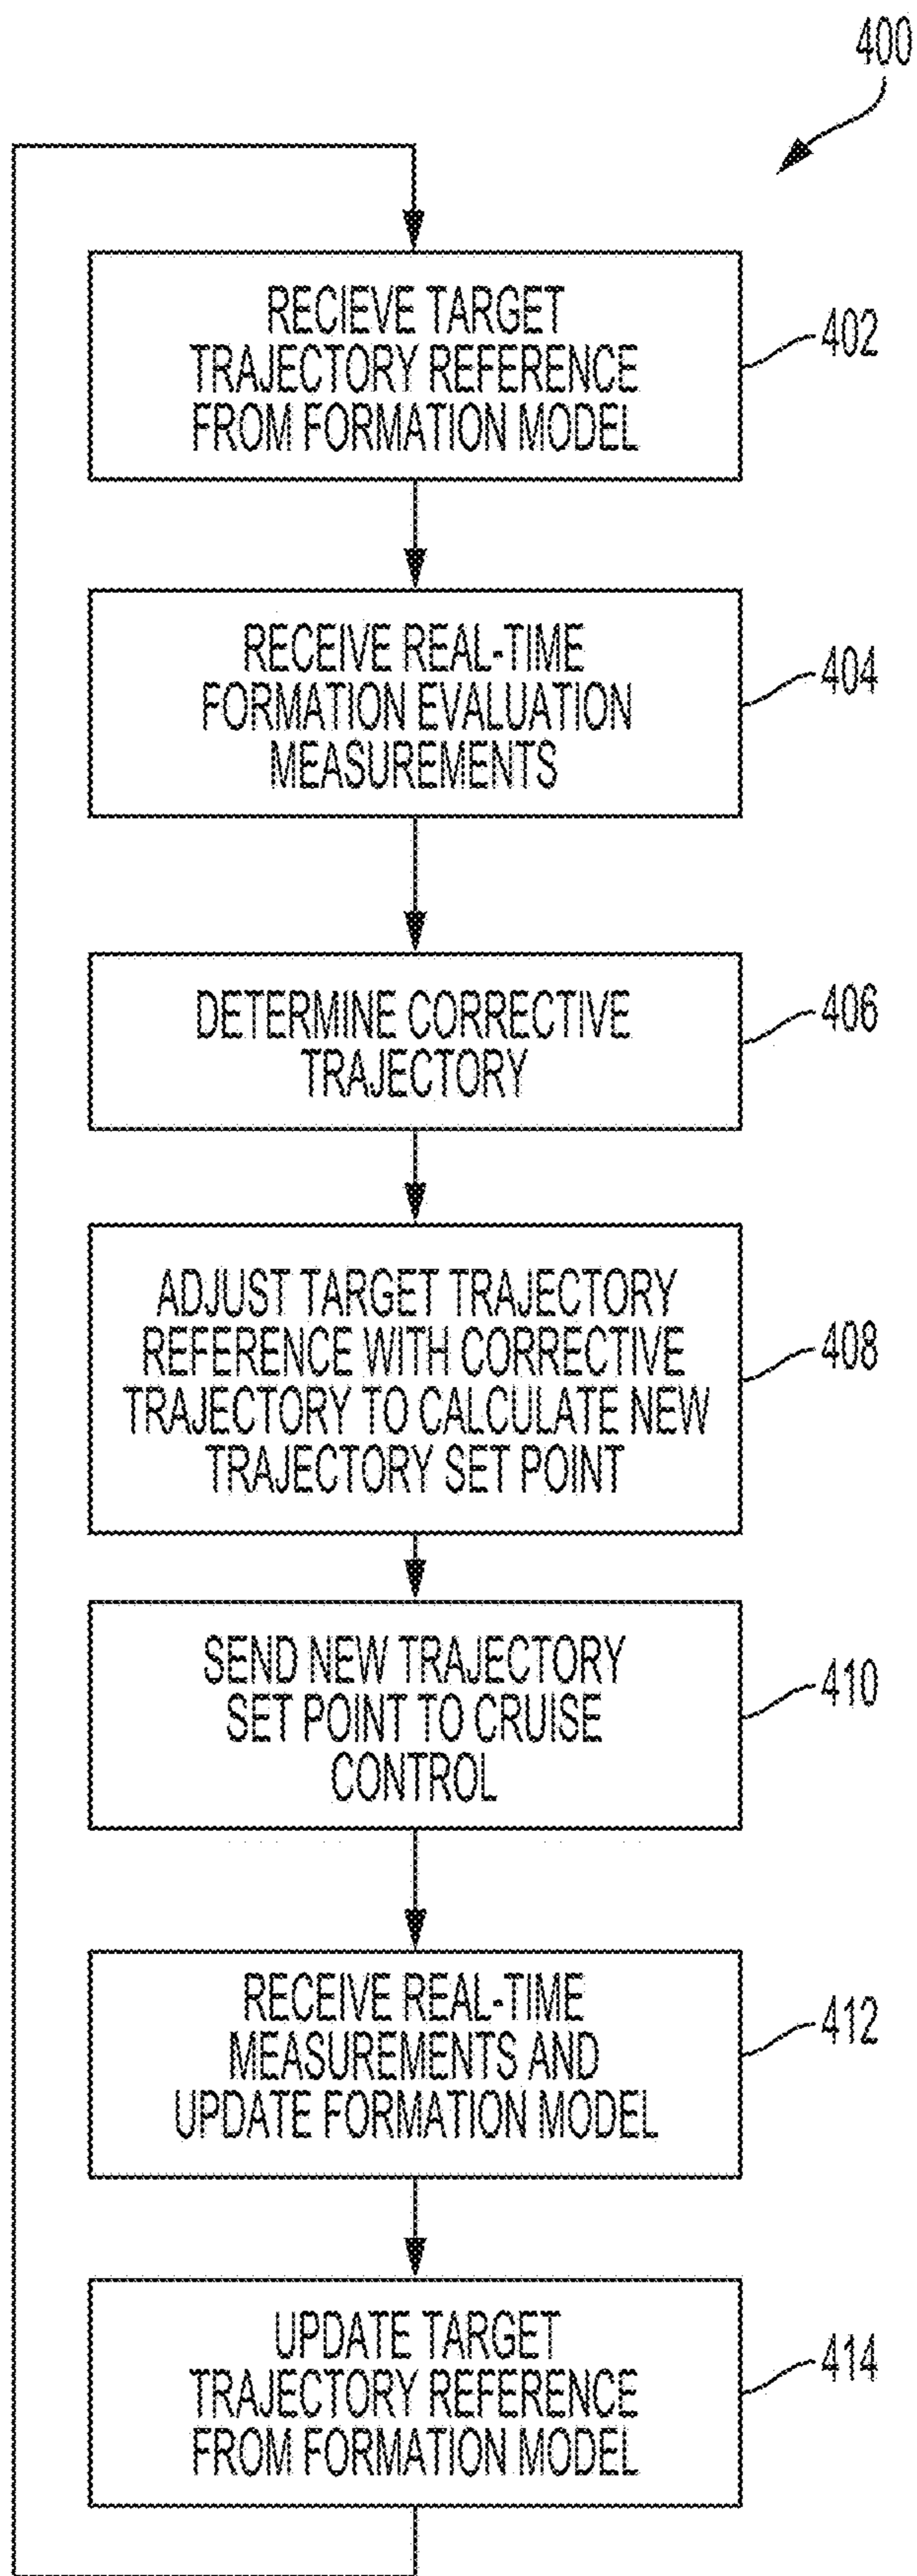 400
RECIEVE TARGET
TRAJECTORY REFERENCE
FROM FORMATION MODEL
402
RECEIVE REAL-TIME
FORMATION EVALUATION
MEASUREMENTS
404
DETERMINE CORRECTIVE
TRAJECTORY
406
ADJUST TARGET TRAJECTORY
REFERENCE WITH CORRECTIVE
TRAJECTORY TO CALCULATE NEW
TRAJECTORY SET POINT
408
SEND NEW TRAJECTORY
SET POINT TO CRUISE
CONTROL
410
RECEIVE REAL-TIME
MEASUREMENTS AND
UPDATE FORMATION MODEL
412
UPDATE TARGET
TRAJECTORY REFERENCE
FROM FORMATION MODEL
414